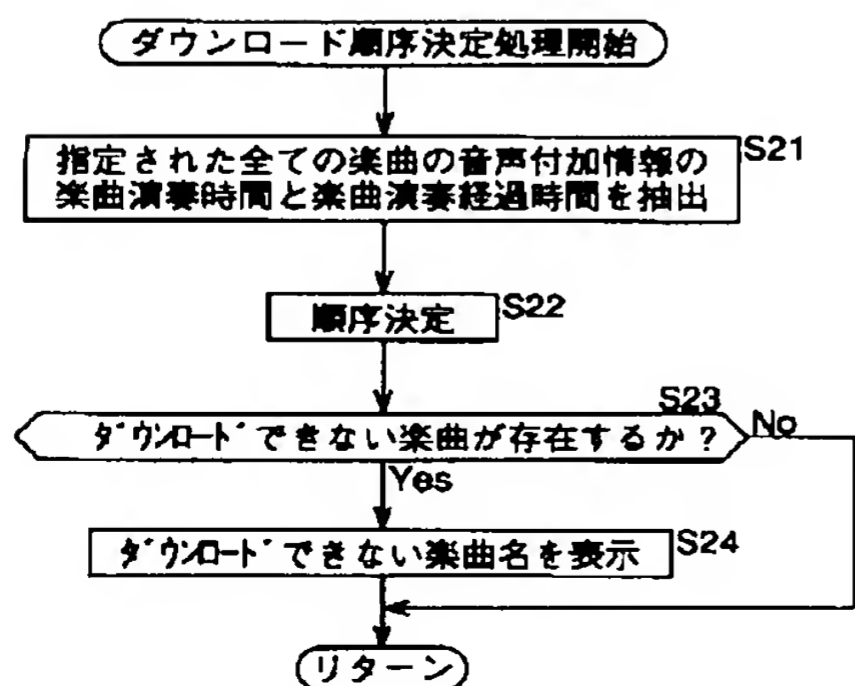 ダウンロード順序決定処理開始
S21
指定された全ての楽曲の音声付加情報の
楽曲演奏時間と楽曲演奏経過時間を抽出
順序決定
S22
S23
ﾀﾞｳﾝﾛｰﾄﾞできない楽曲が存在するか？
No
Yes
ﾀﾞｳﾝﾛｰﾄﾞできない楽曲名を表示
S24
リターン